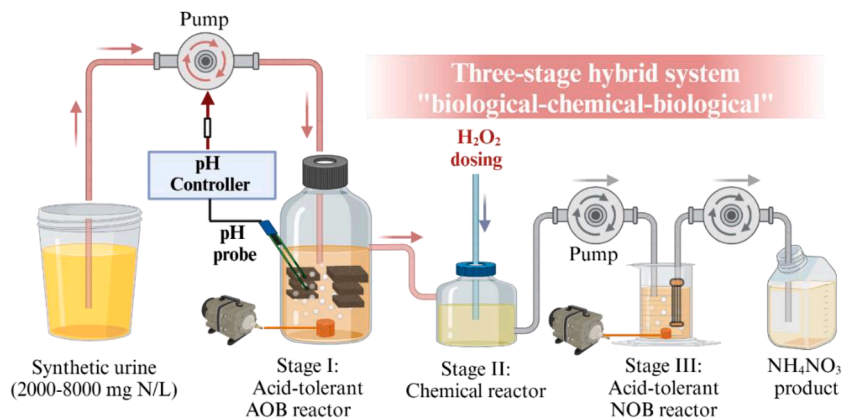 Pump
Three-stage hybrid system
"biological-chemical-biological"
H₂O₂
dosing
pH
Controller
pH
probe
Pump
Synthetic urine
(2000-8000 mg N/L)
Stage I:
Acid-tolerant
AOB reactor
Stage II:
Chemical reactor
Stage III:
Acid-tolerant
NOB reactor
NH₄NO₃
product